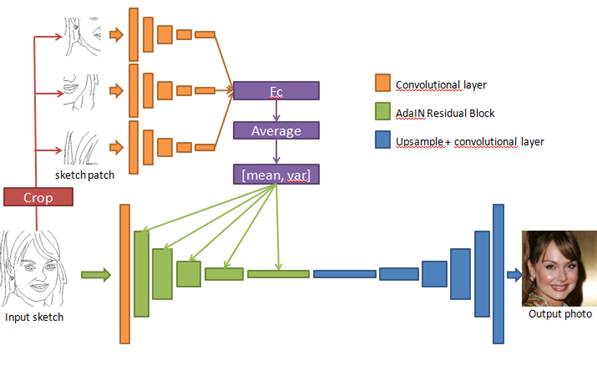 Fc
Convolutional layer
AdaIN Residual Block
Average
Upsample+ convolutional layer
sketch patch
[mean, var]
Crop
Input sketch
Output photo